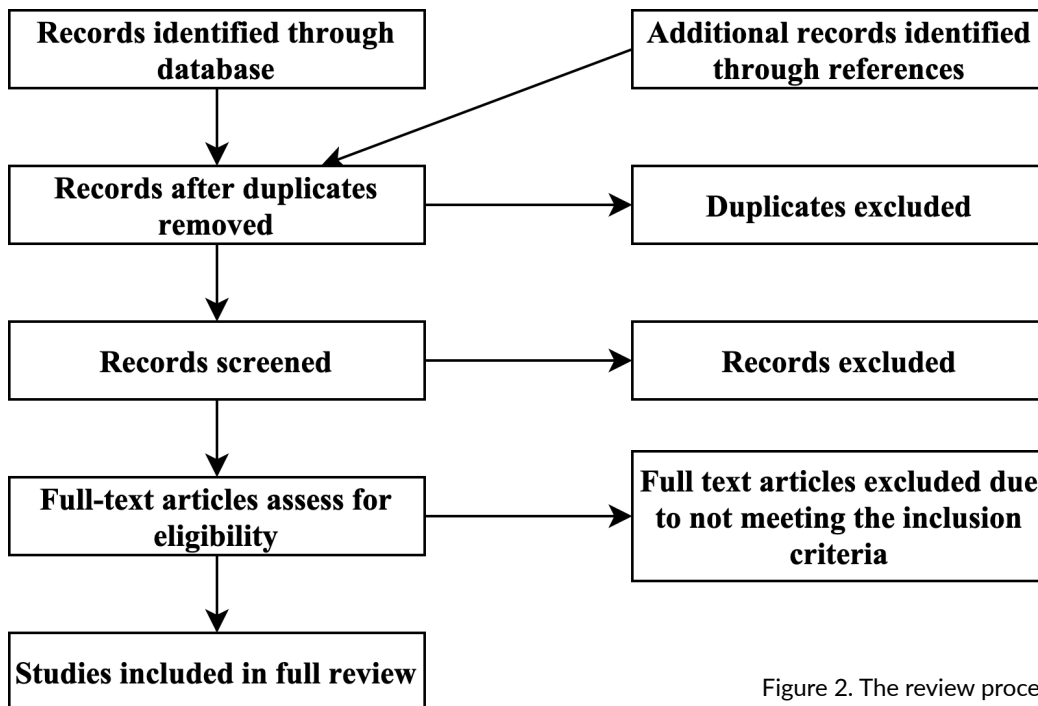 Records identified through
database
Additional records identified
through references
Records after duplicates
removed
Duplicates excluded
Records screened
Records excluded
Full-text articles assess for
eligibility
Full text articles excluded due
to not meeting the inclusion
criteria
Studies included in full review
Figure 2. The review proce